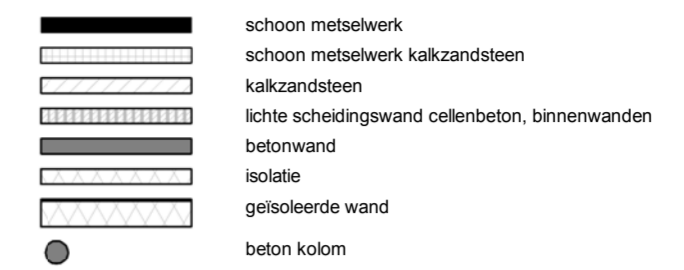 schoon metselwerk
schoon metselwerk kalkzandsteen
kalkzandsteen
lichte scheidingswand cellenbeton, binnenwanden
betonwand
isolatie
geïsoleerde wand
beton kolom